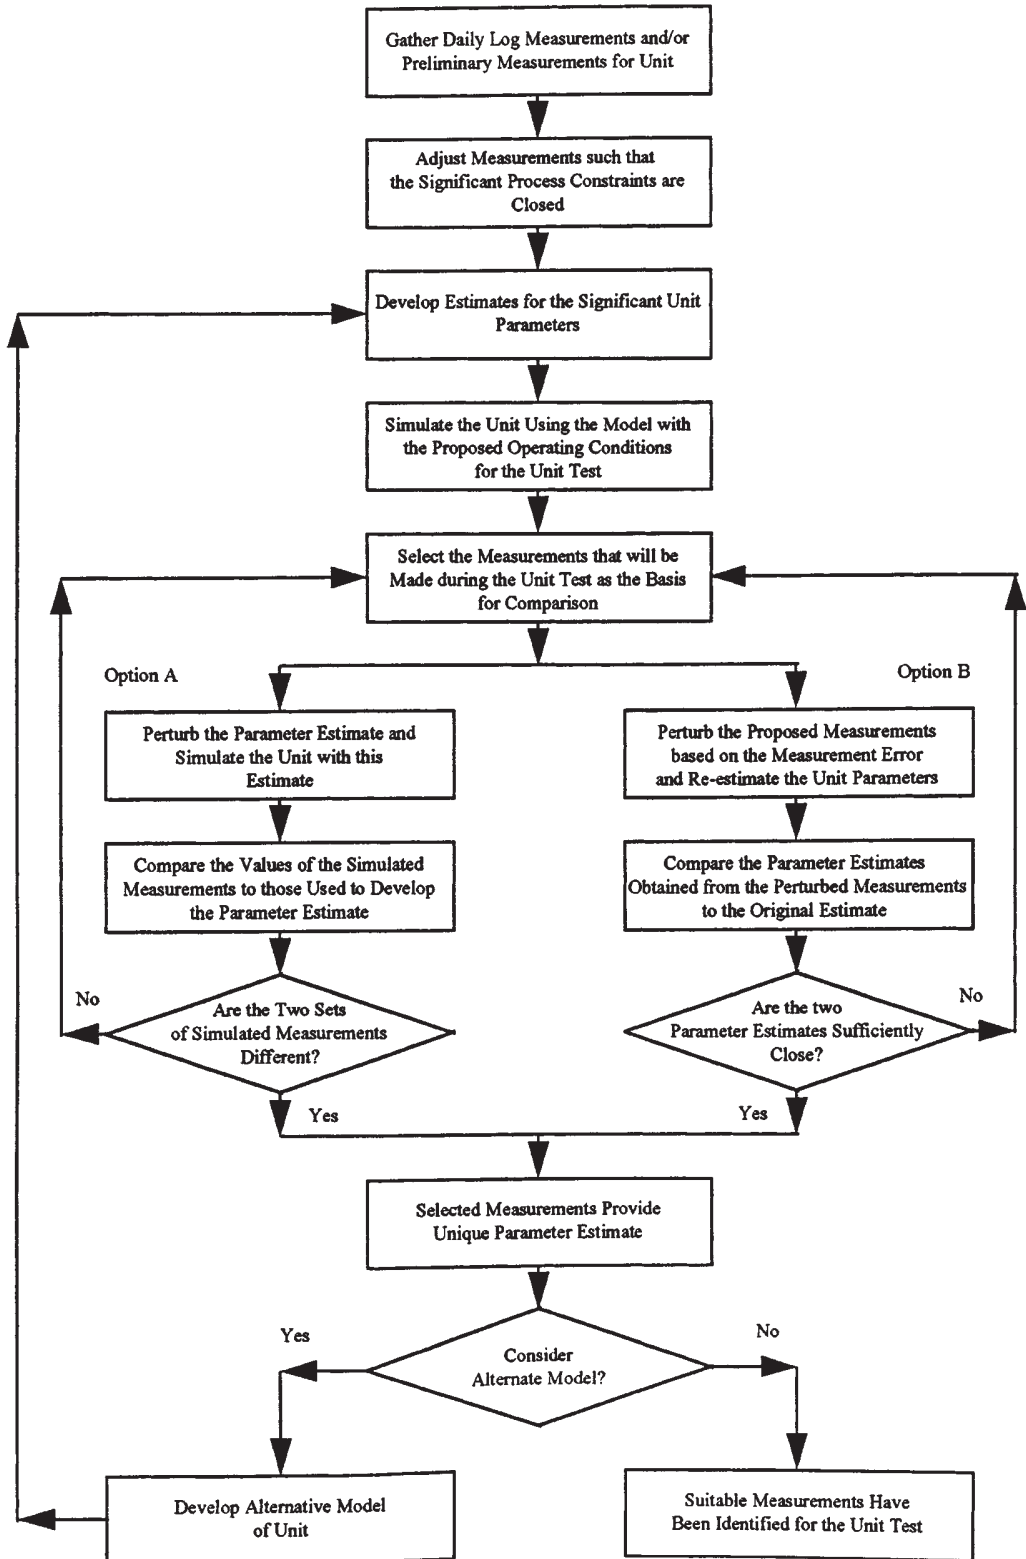 Gather Daily Log Measurements and/or
Preliminary Measurements for Unit
Adjust Measurements such that
the Significant Process Constraints are
Closed
Develop Estimates for the Significant Unit
Parameters
Simulate the Unit Using the Model with
the Proposed Operating Conditions
for the Unit Test
Select the Measurements that will be
Made during the Unit Test as the Basis
for Comparison
Option A
Option B
Perturb the Parameter Estimate and
Simulate the Unit with this
Estimate
Perturb the Proposed Measurements
based on the Measurement Error
and Re-estimate the Unit Parameters
Compare the Values of the Simulated
Measurements to those Used to Develop
the Parameter Estimate
Compare the Parameter Estimates
Obtained from the Perturbed Measurements
to the Original Estimate
No
Are the Two Sets
of Simulated Measurements
Different?
Are the two
Parameter Estimates Sufficiently
Close?
No
Yes
Yes
Selected Measurements Provide
Unique Parameter Estimate
Yes
Consider
Alternate Model?
No
Develop Alternative Model
of Unit
Suitable Measurements Have
Been Identified for the Unit Test